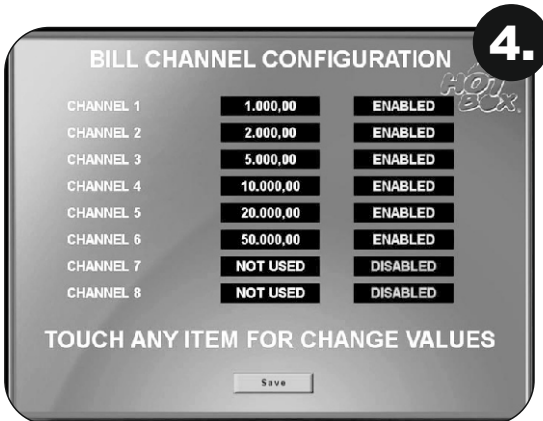 4.
BILL CHANNEL CONFIGURATION
HOT BOX.
CHANNEL 1 1.000,00 ENABLED
CHANNEL 2 2.000,00 ENABLED
CHANNEL 3 5.000,00 ENABLED
CHANNEL 4 10.000,00 ENABLED
CHANNEL 5 20.000,00 ENABLED
CHANNEL 6 50.000,00 ENABLED
CHANNEL 7 NOT USED DISABLED
CHANNEL 8 NOT USED DISABLED
TOUCH ANY ITEM FOR CHANGE VALUES
Save